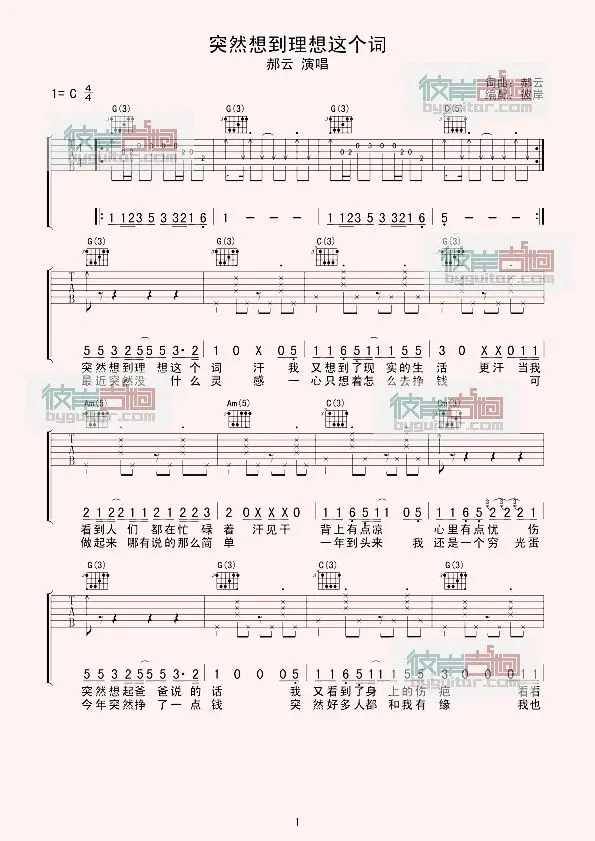 突然想到理想这个词
郝云 演唱
1= C 4/4
词曲：郝云
编配：彼岸
彼岸吉他
byguitar.com
G(3) G(3) G(3) D(5)
T A B
1 123 5 3 321 6 1 - - - 1 123 5 3 321 6 5 - - -
G(3) G(3) C(3) G(3)
T A B
5 5 3 2 5 5 5 3· 2 1 0 X X 0 5 1 1 6 5 1 1 5 5 1 3 0 X X 0 1 1
突然想到理想这个词 汗 我又想到了现实的生活 更汗 当我
最近突然没什么灵感 一心只想着怎么去挣钱 可
Am(5) Am(5) C(3) Cm(3)
T A B
2 1 2 2 1 1 2 1 2 2 3 2 0 X X X 0 1 1 6 5 1 1 0 5 1 1 6 5 2 2 2 1
看到人们都在忙碌着 汗见干 背上有点凉 心里有点忧伤
做起来哪有说的那么简单 一年到头来 我还是一个穷光蛋
G(3) G(3) C(3) G(3)
T A B
5 5 3 2 5 5 5 3· 2 1 0 0 0 5 1 1 6 5 1 1 1 5 5 3 0 0 0 1 1
突然想起爸爸说的话 我又看到了身上的伤疤 看看
今年突然挣了一点钱 突然好多人都和我有缘 我也
1